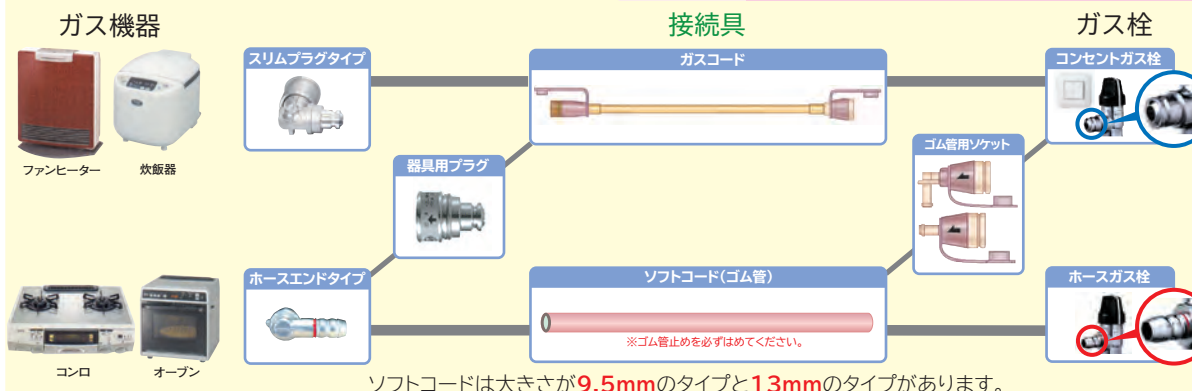 ガス機器
接続具
ガス栓
スリムプラグタイプ
ガスコード
コンセントガス栓
ゴム管用ソケット
器具用プラグ
ファンヒーター
炊飯器
ホースエンドタイプ
ソフトコード(ゴム管)
ホースガス栓
※ゴム管止めを必ずはめてください。
コンロ
オーブン
ソフトコードは大きさが9.5mmのタイプと13mmのタイプがあります。